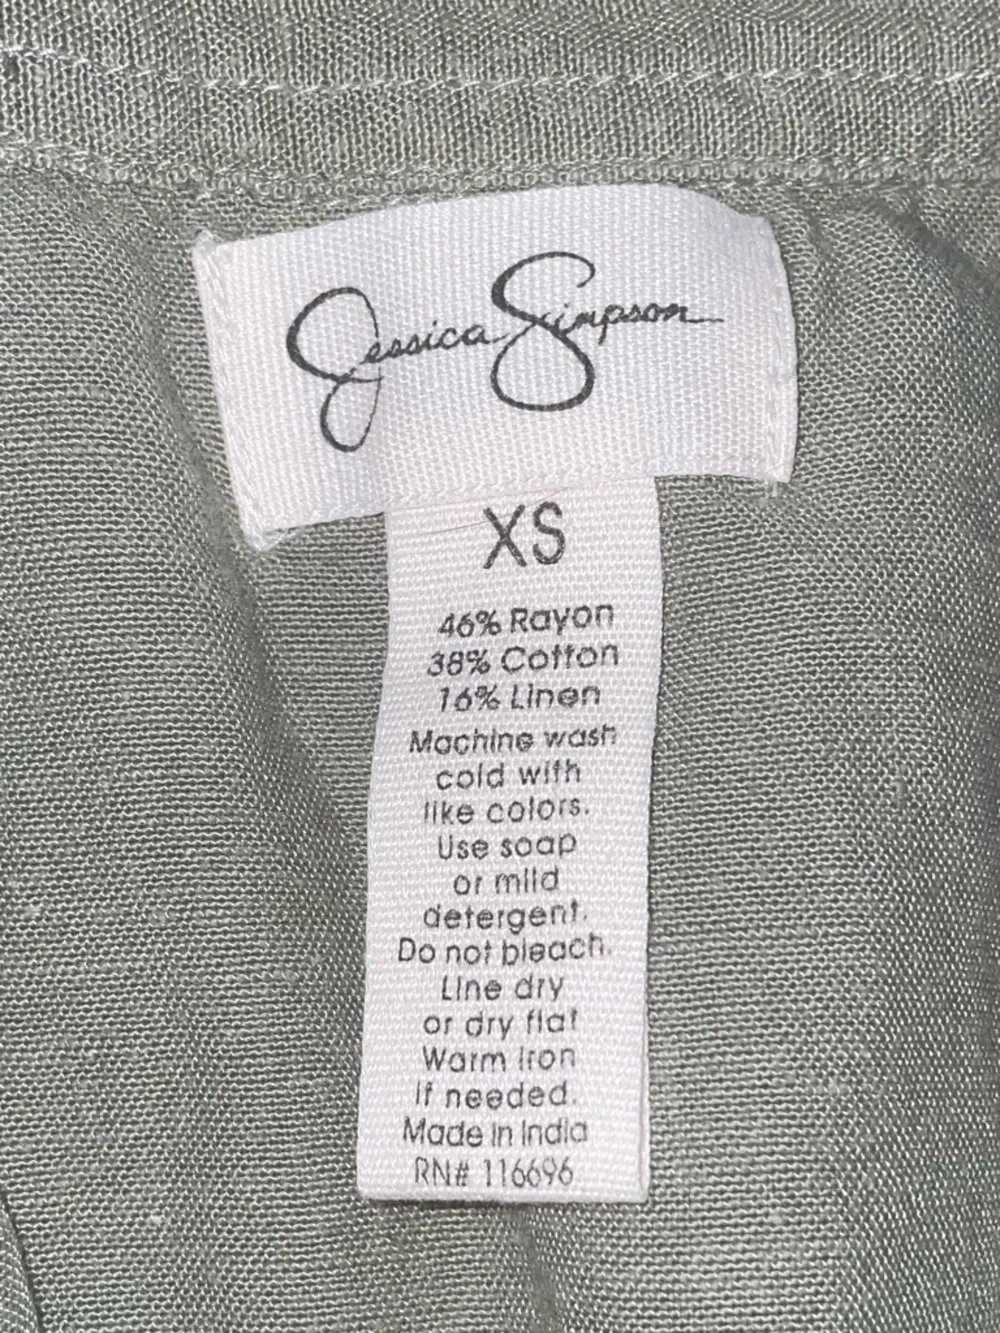 Jessica Simpson
XS
46% Rayon
38% Cotton
16% Linen
Machine wash
cold with
like colors.
Use soap
or mild
detergent.
Do not bleach.
Line dry
or dry flat
Warm Iron
If needed.
Made in India
RN# 116696